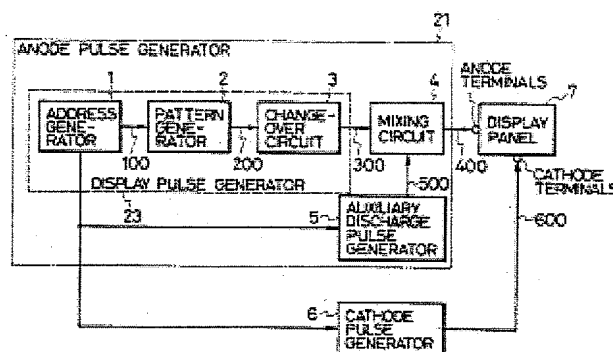 21
ANODE PULSE GENERATOR
1
2
3
4
ANODE
TERMINALS
7
ADDRESS
GENE-
RATOR
PATTERN
GENE-
RATOR
CHANGE-
OVER
CIRCUIT
MIXING
CIRCUIT
DISPLAY
PANEL
100
200
300
400
CATHODE
TERMINALS
DISPLAY PULSE GENERATOR
500
23
5
AUXILIARY
DISCHARGE
PULSE
GENERATOR
600
6
CATHODE
PULSE
GENERATOR